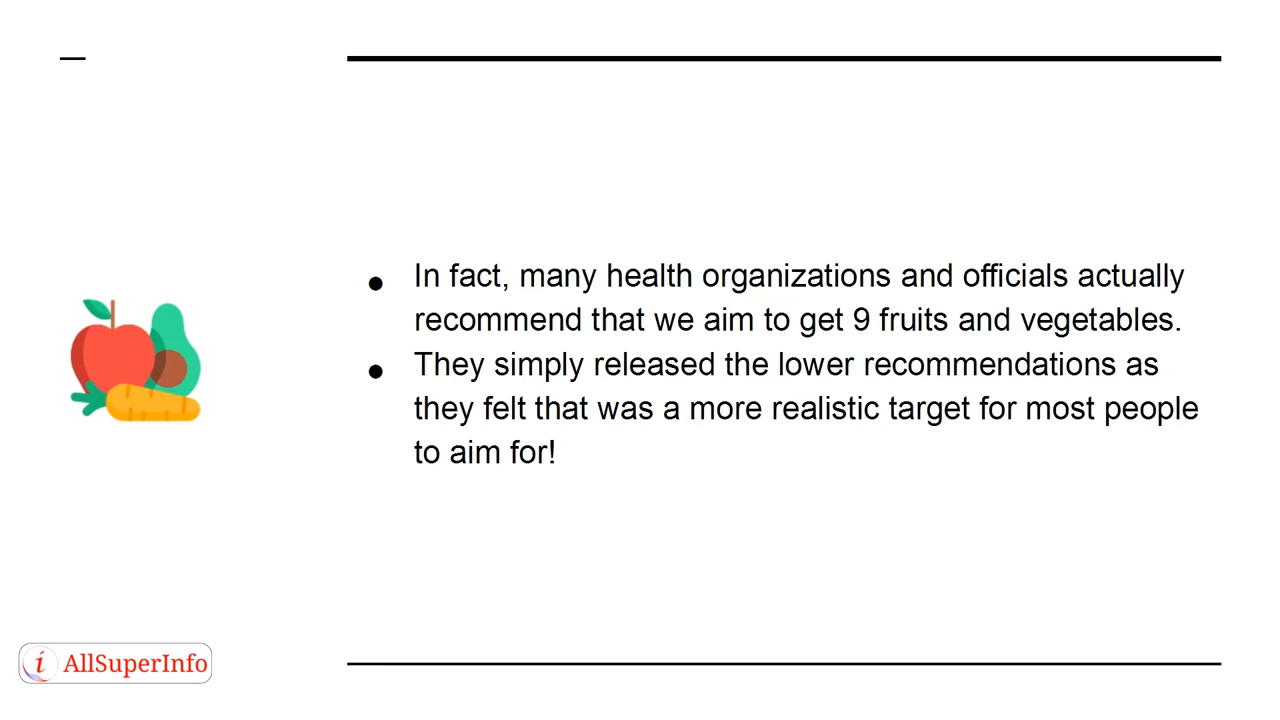 ● In fact, many health organizations and officials actually
recommend that we aim to get 9 fruits and vegetables.
● They simply released the lower recommendations as
they felt that was a more realistic target for most people
to aim for!
i AllSuperInfo